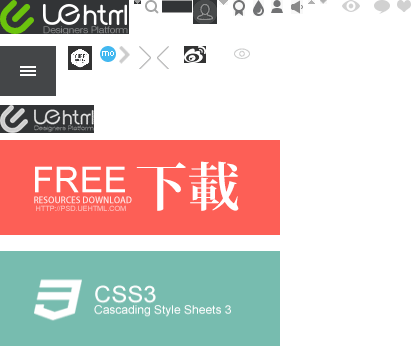 UEhtml
Designers Platform
mo
UEhtml
Designers Platform
FREE 下載
RESOURCES DOWNLOAD
HTTP://PSD.UEHTML.COM
CSS3
Cascading Style Sheets 3